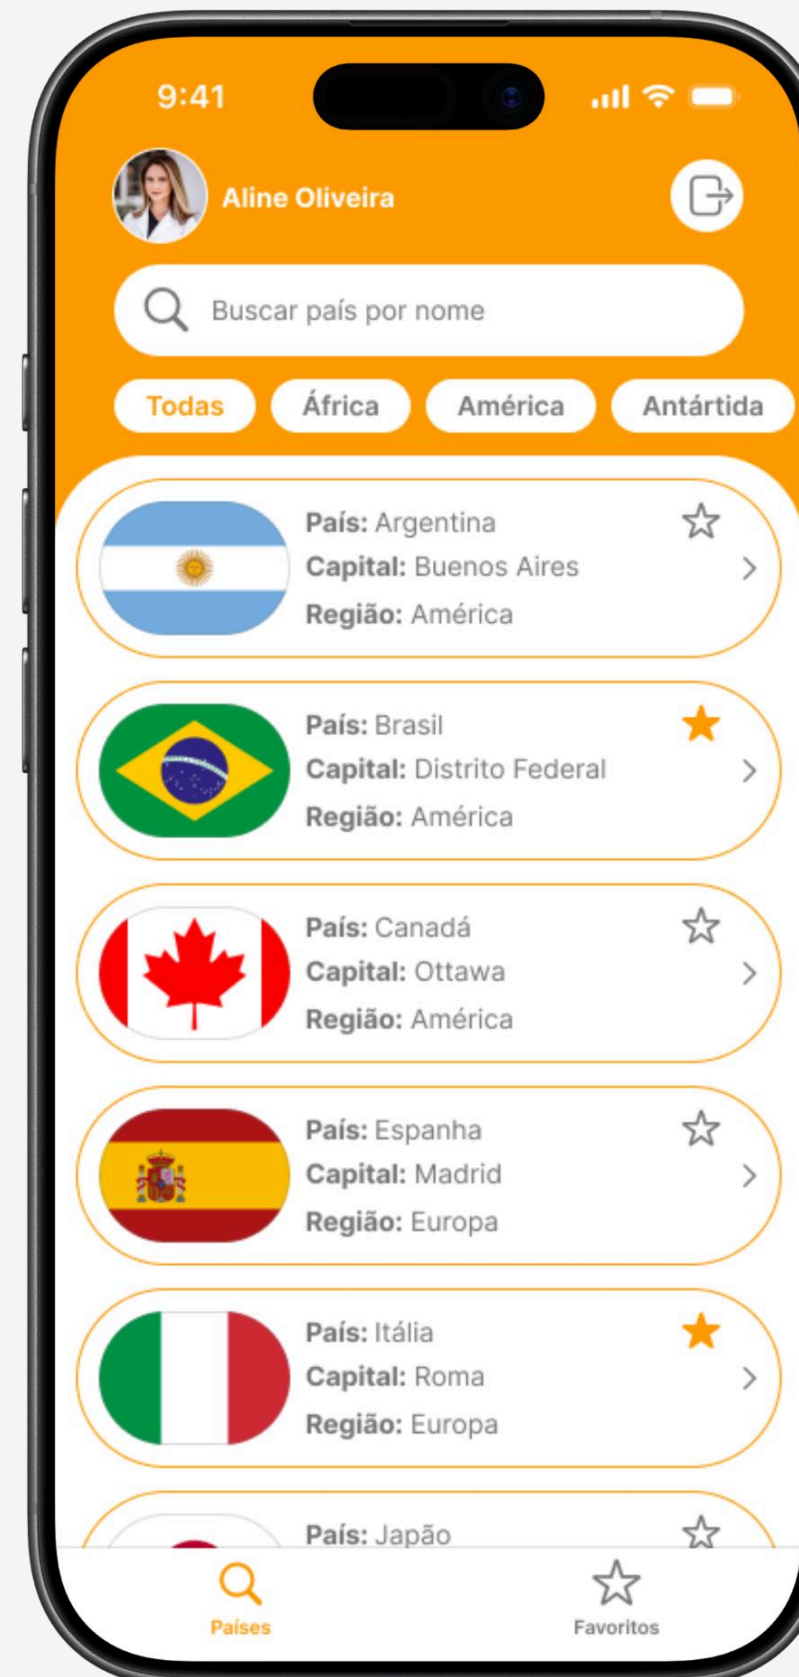 9:41
Aline Oliveira
Buscar país por nome
Todas África América Antártida
País: Argentina
Capital: Buenos Aires
Região: América
País: Brasil
Capital: Distrito Federal
Região: América
País: Canadá
Capital: Ottawa
Região: América
País: Espanha
Capital: Madrid
Região: Europa
País: Itália
Capital: Roma
Região: Europa
País: Japão
Países Favoritos